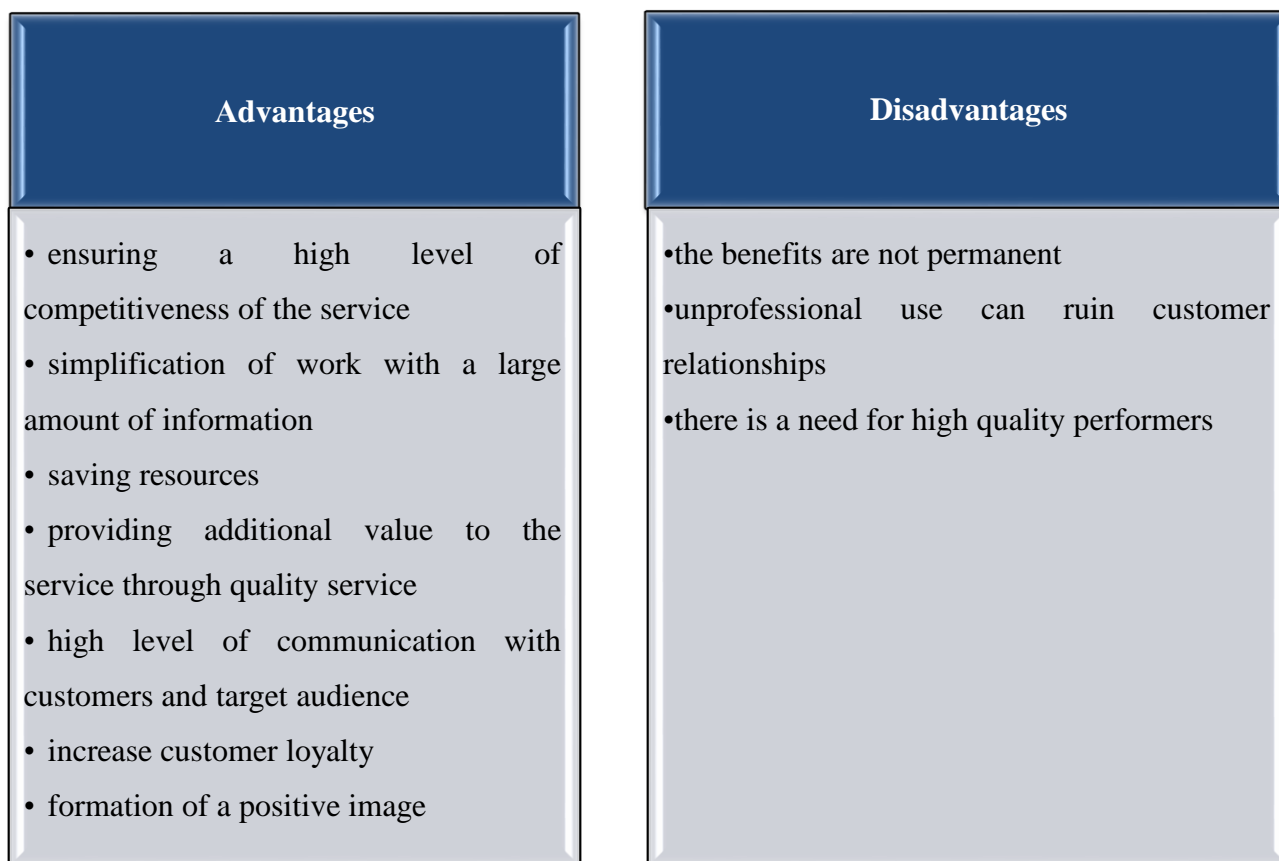 Advantages
• ensuring a high level of
competitiveness of the service
• simplification of work with a large
amount of information
• saving resources
• providing additional value to the
service through quality service
• high level of communication with
customers and target audience
• increase customer loyalty
• formation of a positive image
Disadvantages
•the benefits are not permanent
•unprofessional use can ruin customer
relationships
•there is a need for high quality performers